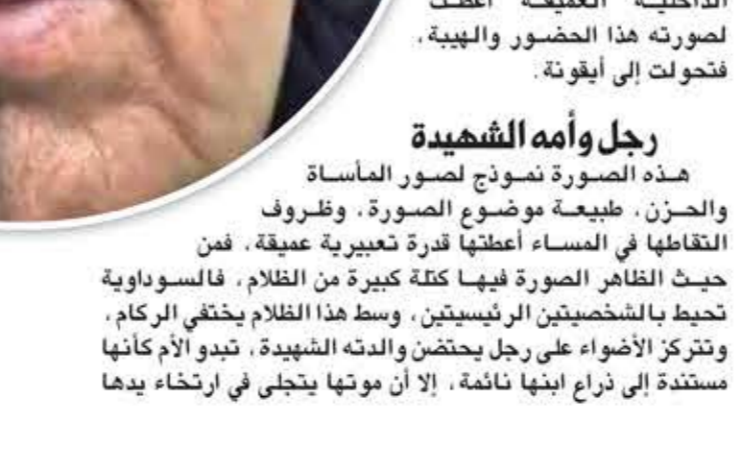 الداخلية العميقة أعطت
لصورته هذا الحضور والهيبة،
فتحولت إلى أيقونة.
رجل وأمه الشهيدة
هذه الصورة نموذج لصور المأساة
والحزن، طبيعة موضوع الصورة، وظروف
التقاطها في المساء أعطتها قدرة تعبيرية عميقة، فمن
حيث الظاهر الصورة فيها كتلة كبيرة من الظلام، فالسوداوية
تحيط بالشخصيتين الرئيسيتين، وسط هذا الظلام يختفي الركام،
وتتركز الأضواء على رجل يحتضن والدته الشهيدة، تبدو الأم كأنها
مستندة إلى ذراع ابنها نائمة، إلا أن موتها يتجلى في ارتخاء يدها